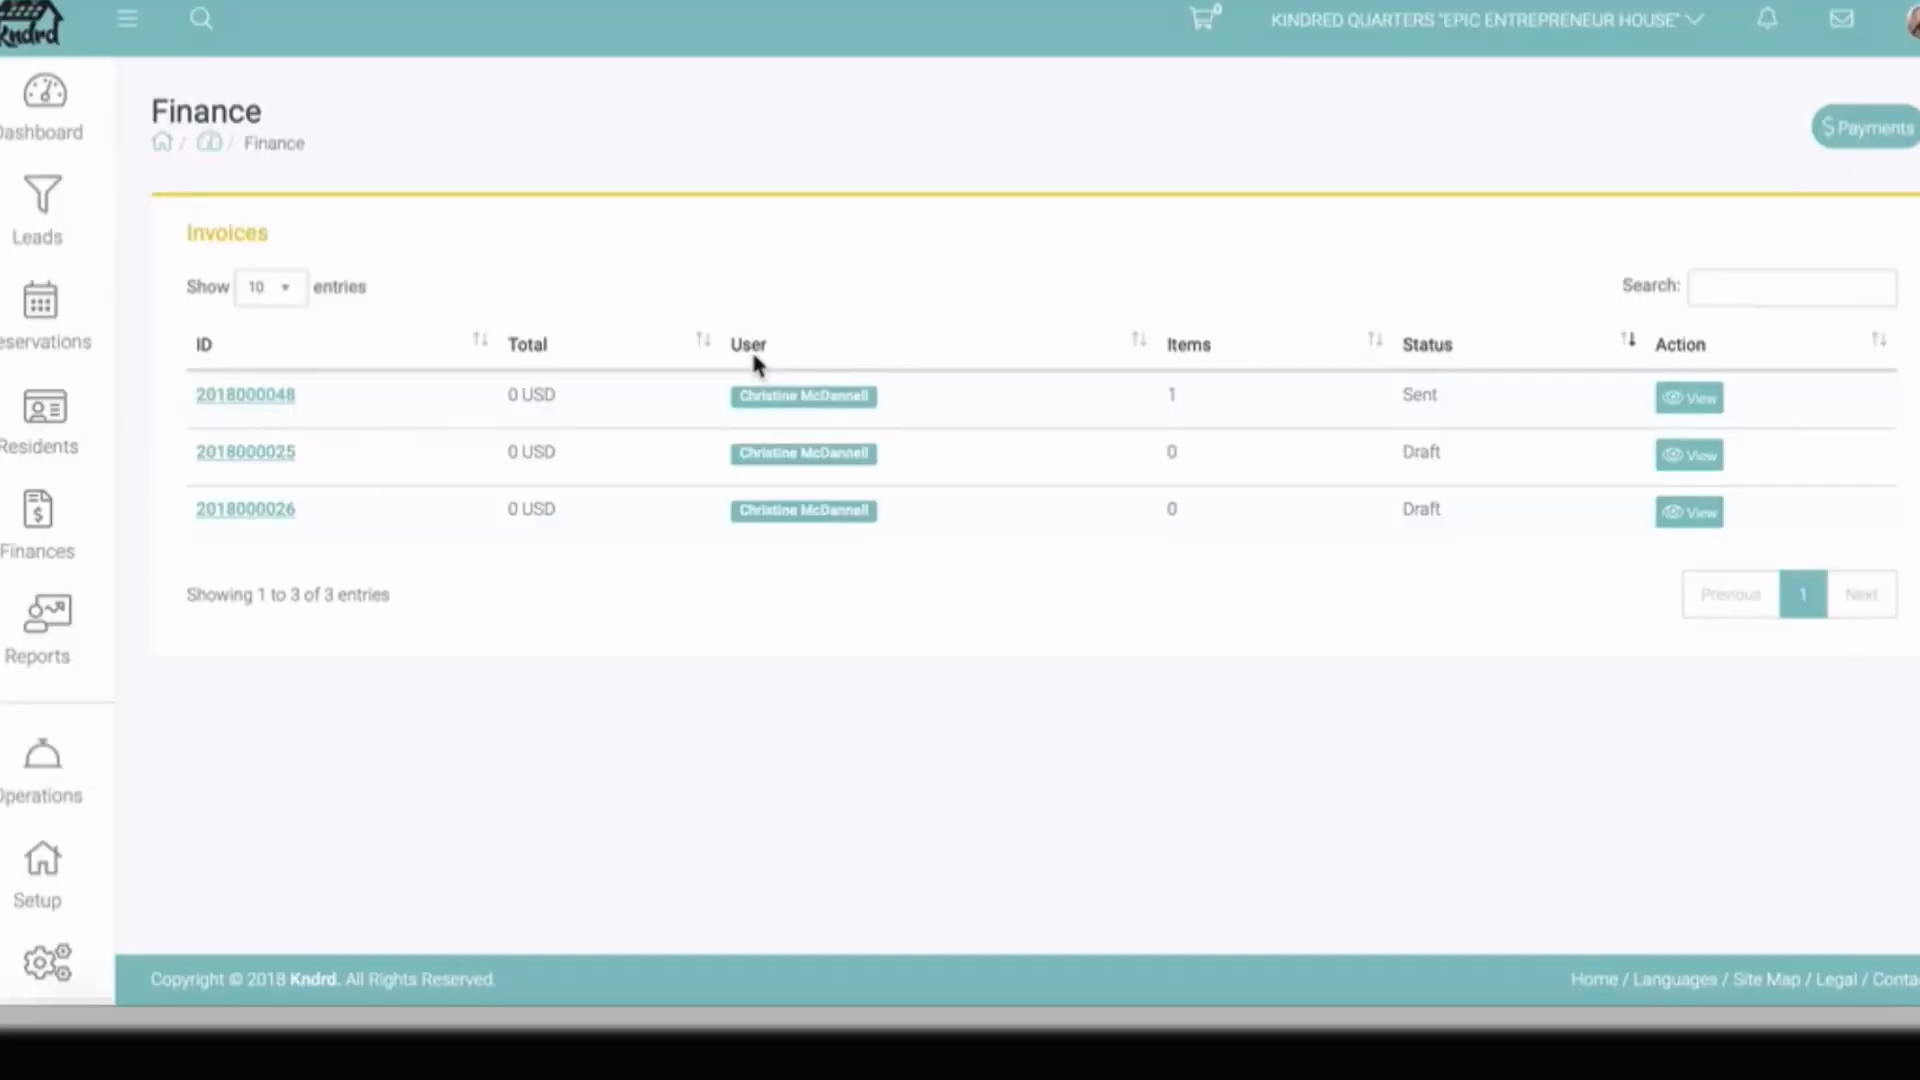 Kndrd
0
KINDRED QUARTERS "EPIC ENTREPRENEUR HOUSE"
Dashboard
Leads
eservations
Residents
Finances
Reports
Operations
Setup
Finance
/ / Finance
$ Payments
Invoices
Show 10 entries
Search:
ID Total User Items Status Action
2018000048 0 USD Christine McDannell 1 Sent View
2018000025 0 USD Christine McDannell 0 Draft View
2018000026 0 USD Christine McDannell 0 Draft View
Showing 1 to 3 of 3 entries
Previous 1 Next
Copyright © 2018 Kndrd. All Rights Reserved.
Home / Languages / Site Map / Legal / Conta